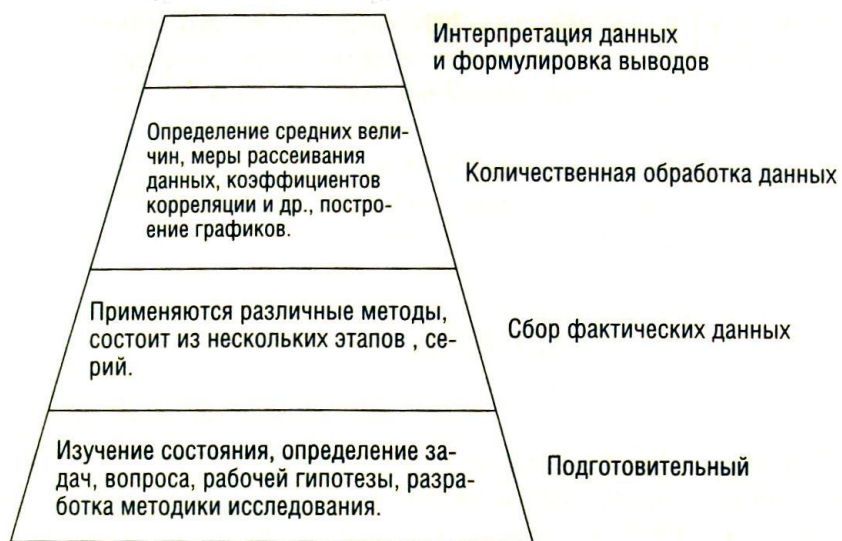 Интерпретация данных
и формулировка выводов
Определение средних вели-
чин, меры рассеивания
данных, коэффициентов
корреляции и др., постро-
ение графиков.
Количественная обработка данных
Применяются различные методы,
состоит из нескольких этапов , се-
рий.
Сбор фактических данных
Изучение состояния, определение за-
дач, вопроса, рабочей гипотезы, разра-
ботка методики исследования.
Подготовительный